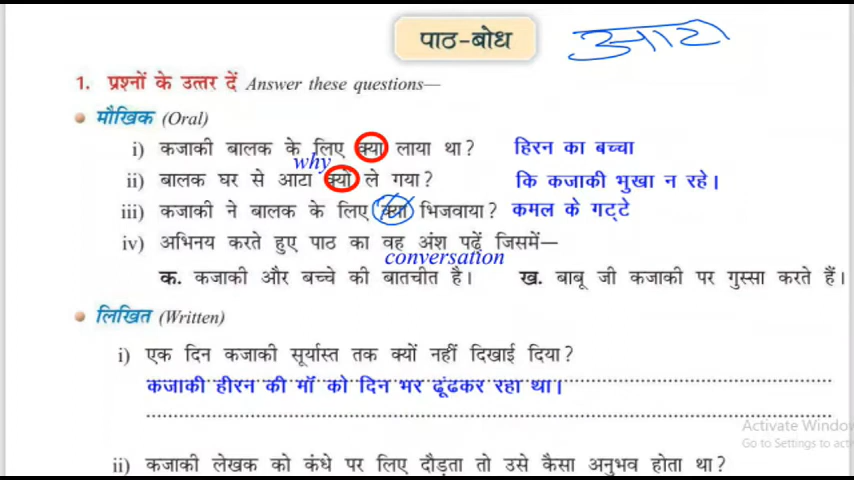 पाठ-बोध
1. प्रश्नों के उत्तर दें Answer these questions—
मौखिक (Oral)
i) कजाकी बालक के लिए क्या लाया था? हिरन का बच्चा
why
ii) बालक घर से आटा क्यों ले गया? कि कजाकी भुखा न रहे।
iii) कजाकी ने बालक के लिए क्या भिजवाया? कमल के गट्टे
iv) अभिनय करते हुए पाठ का वह अंश पढ़ें जिसमें—
conversation
क. कजाकी और बच्चे की बातचीत है। ख. बाबू जी कजाकी पर गुस्सा करते हैं।
लिखित (Written)
i) एक दिन कजाकी सूर्यास्त तक क्यों नहीं दिखाई दिया?
कजाकी हीरन की माँ को दिन भर ढूंढकर रहा था।
Activate Window
Go to Settings to acti
ii) कजाकी लेखक को कंधे पर लिए दौड़ता तो उसे कैसा अनुभव होता था?